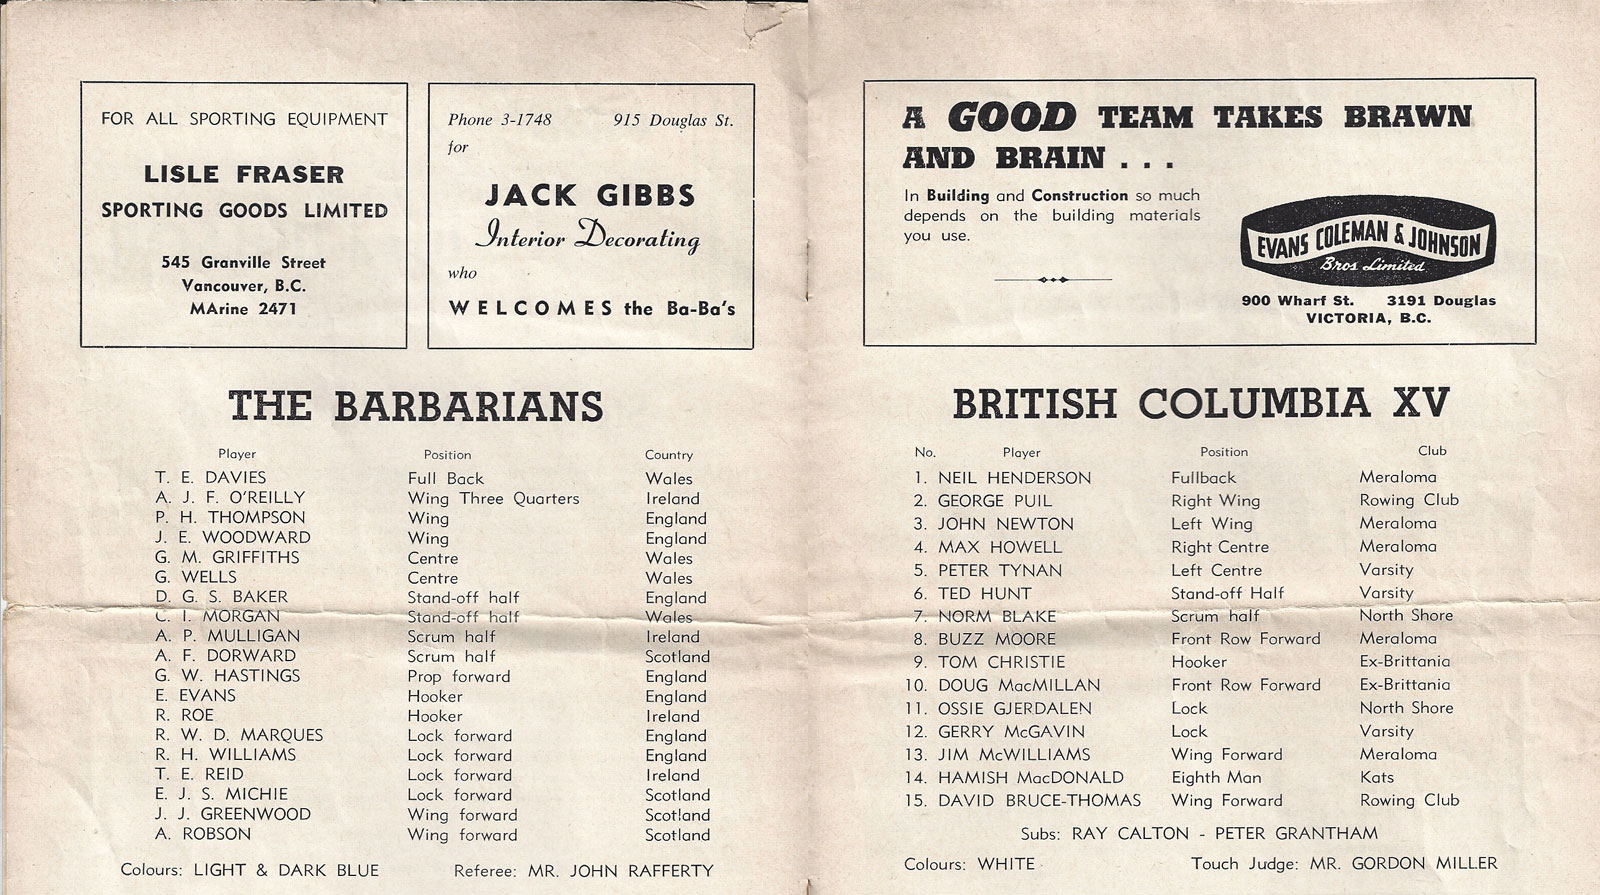 FOR ALL SPORTING EQUIPMENT
LISLE FRASER
SPORTING GOODS LIMITED
545 Granville Street
Vancouver, B.C.
MArine 2471
Phone 3-1748 915 Douglas St.
for
JACK GIBBS
Interior Decorating
who
WELCOMES the Ba-Ba's
THE BARBARIANS
Player Position Country
T. E. DAVIES Full Back Wales
A. J. F. O'REILLY Wing Three Quarters Ireland
P. H. THOMPSON Wing England
J. E. WOODWARD Wing England
G. M. GRIFFITHS Centre Wales
G. WELLS Centre Wales
D. G. S. BAKER Stand-off half England
C. I. MORGAN Stand-off half Wales
A. P. MULLIGAN Scrum half Ireland
A. F. DORWARD Scrum half Scotland
G. W. HASTINGS Prop forward England
E. EVANS Hooker England
R. ROE Hooker Ireland
R. W. D. MARQUES Lock forward England
R. H. WILLIAMS Lock forward England
T. E. REID Lock forward Ireland
E. J. S. MICHIE Lock forward Scotland
J. J. GREENWOOD Wing forward Scotland
A. ROBSON Wing forward Scotland
Colours: LIGHT & DARK BLUE Referee: MR. JOHN RAFFERTY
A GOOD TEAM TAKES BRAWN
AND BRAIN . . .
In Building and Construction so much
depends on the building materials
you use.
EVANS COLEMAN & JOHNSON
Bros Limited
900 Wharf St. 3191 Douglas
VICTORIA, B.C.
BRITISH COLUMBIA XV
No. Player Position Club
1. NEIL HENDERSON Fullback Meraloma
2. GEORGE PUIL Right Wing Rowing Club
3. JOHN NEWTON Left Wing Meraloma
4. MAX HOWELL Right Centre Meraloma
5. PETER TYNAN Left Centre Varsity
6. TED HUNT Stand-off Half Varsity
7. NORM BLAKE Scrum half North Shore
8. BUZZ MOORE Front Row Forward Meraloma
9. TOM CHRISTIE Hooker Ex-Brittania
10. DOUG MacMILLAN Front Row Forward Ex-Brittania
11. OSSIE GJERDALEN Lock North Shore
12. GERRY McGAVIN Lock Varsity
13. JIM McWILLIAMS Wing Forward Meraloma
14. HAMISH MacDONALD Eighth Man Kats
15. DAVID BRUCE-THOMAS Wing Forward Rowing Club
Subs: RAY CALTON - PETER GRANTHAM
Colours: WHITE Touch Judge: MR. GORDON MILLER